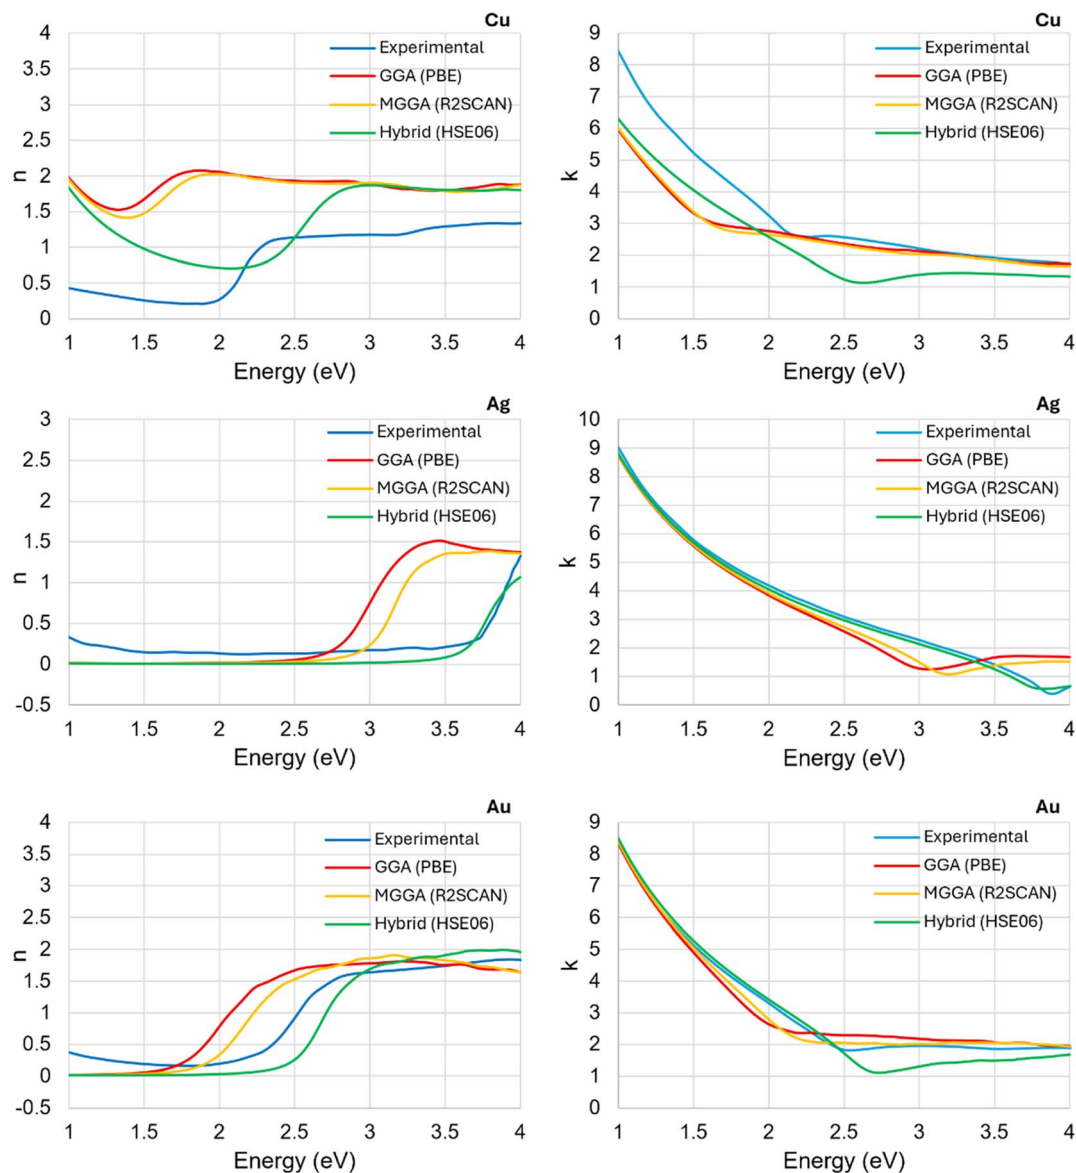 Cu
4
3.5
3
2.5
2
1.5
1
0.5
0
n
Experimental
GGA (PBE)
MGGA (R2SCAN)
Hybrid (HSE06)
1 1.5 2 2.5 3 3.5 4
Energy (eV)
Cu
9
8
7
6
5
4
3
2
1
0
k
Experimental
GGA (PBE)
MGGA (R2SCAN)
Hybrid (HSE06)
1 1.5 2 2.5 3 3.5 4
Energy (eV)
Ag
3
2.5
2
1.5
1
0.5
0
-0.5
n
Experimental
GGA (PBE)
MGGA (R2SCAN)
Hybrid (HSE06)
1 1.5 2 2.5 3 3.5 4
Energy (eV)
Ag
10
9
8
7
6
5
4
3
2
1
0
k
Experimental
GGA (PBE)
MGGA (R2SCAN)
Hybrid (HSE06)
1 1.5 2 2.5 3 3.5 4
Energy (eV)
Au
4
3.5
3
2.5
2
1.5
1
0.5
0
-0.5
n
Experimental
GGA (PBE)
MGGA (R2SCAN)
Hybrid (HSE06)
1 1.5 2 2.5 3 3.5 4
Energy (eV)
Au
9
8
7
6
5
4
3
2
1
0
k
Experimental
GGA (PBE)
MGGA (R2SCAN)
Hybrid (HSE06)
1 1.5 2 2.5 3 3.5 4
Energy (eV)